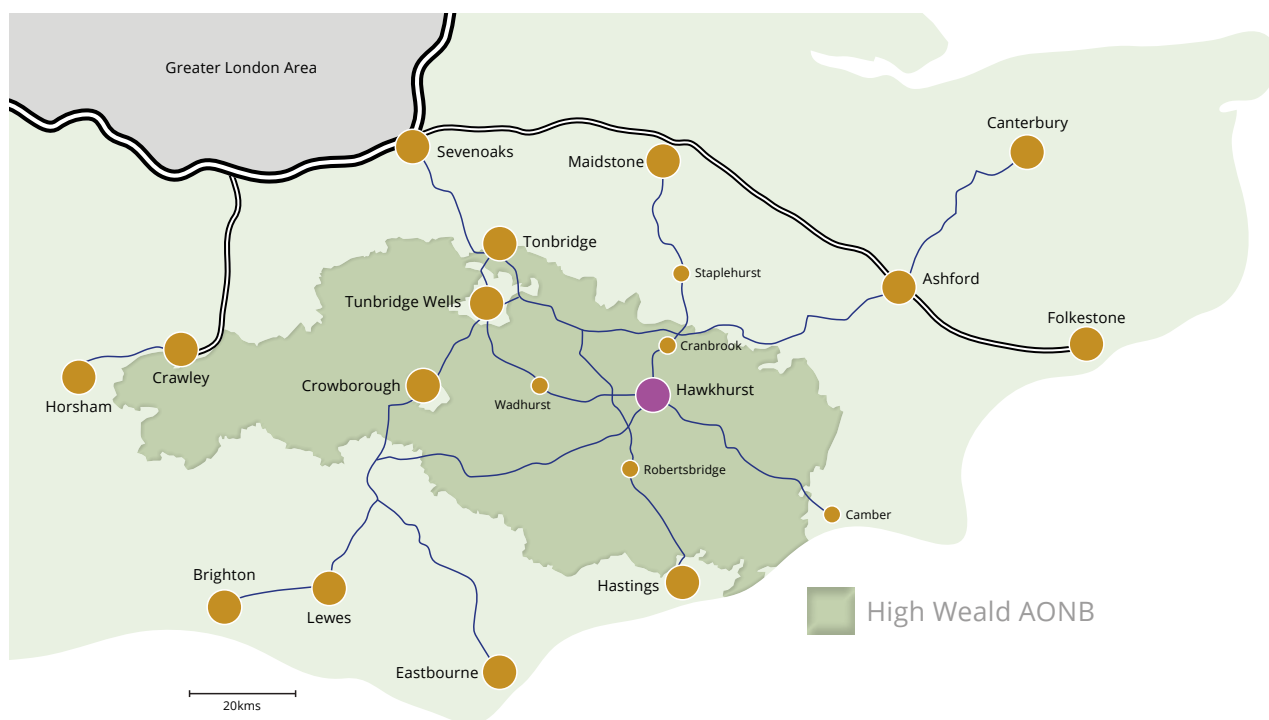 Greater London Area
Canterbury
Sevenoaks
Maidstone
Tonbridge
Staplehurst
Ashford
Tunbridge Wells
Folkestone
Cranbrook
Crawley
Crowborough
Hawkhurst
Horsham
Wadhurst
Robertsbridge
Camber
Brighton
Hastings
High Weald AONB
Lewes
Eastbourne
20kms